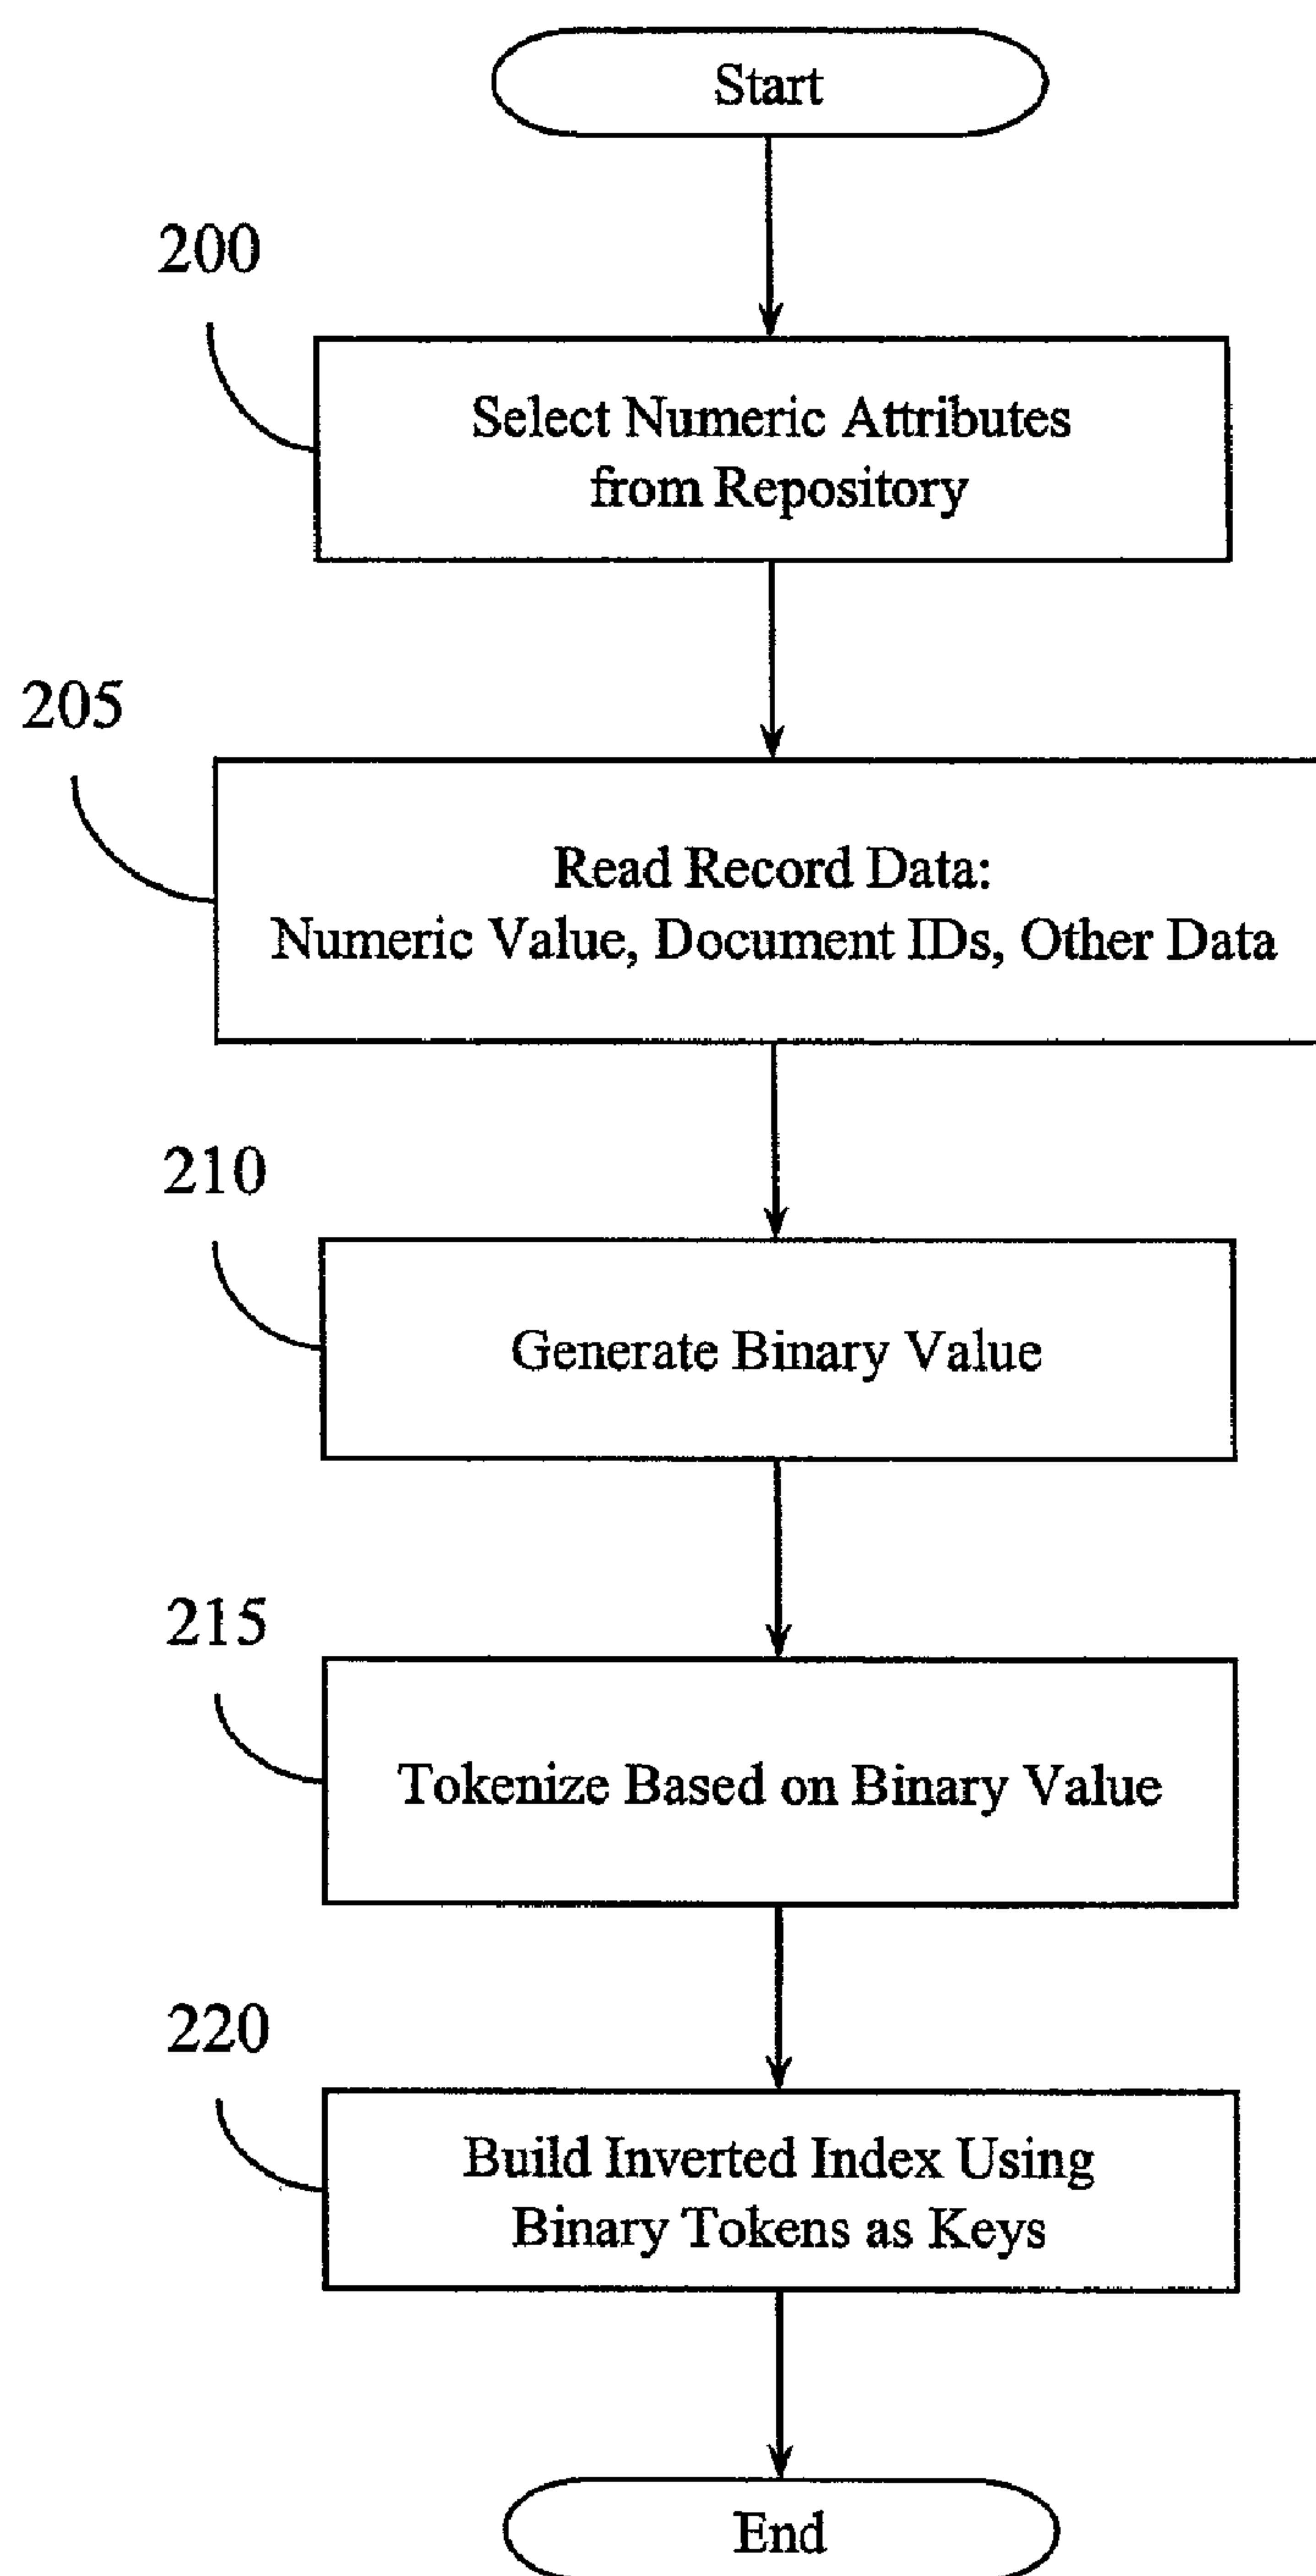 Start
200
Select Numeric Attributes
from Repository
205
Read Record Data:
Numeric Value, Document IDs, Other Data
210
Generate Binary Value
215
Tokenize Based on Binary Value
220
Build Inverted Index Using
Binary Tokens as Keys
End